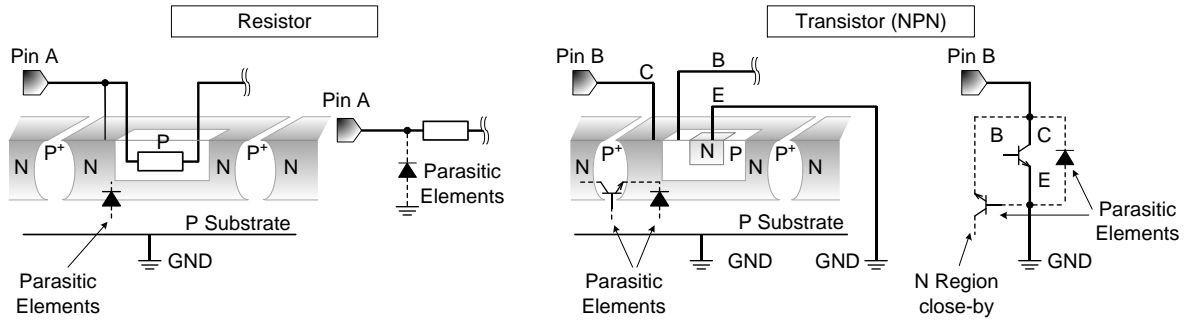 Resistor
Transistor (NPN)
Pin A
Pin B
C
B
E
Pin B
Pin A
N
P+
N
P
P+
N
N
P+
N
P
N
P+
N
B
C
E
Parasitic
Elements
P Substrate
P Substrate
Parasitic
Elements
GND
Parasitic
Elements
GND
GND
Parasitic
Elements
GND
N Region
close-by